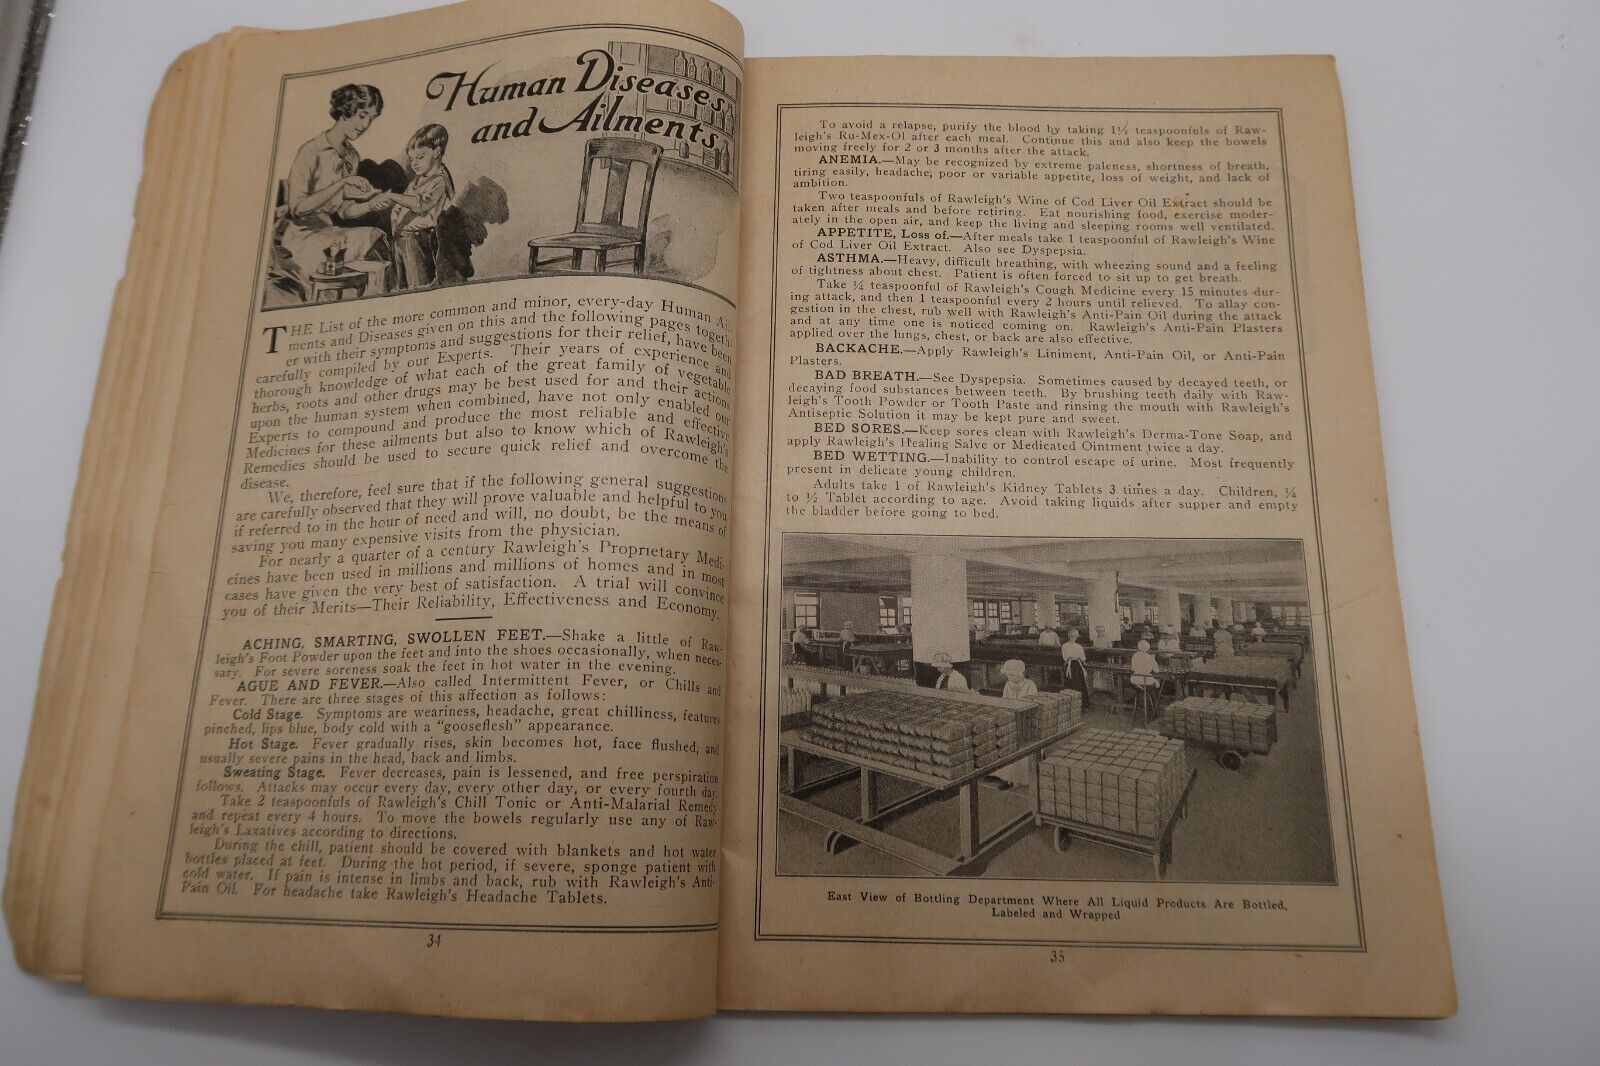 Human Diseases
and Ailments
THE List of the more common and minor, every-day Human Ail-
ments and Diseases given on this and the following pages togeth-
er with their symptoms and suggestions for their relief, have been
carefully compiled by our Experts. Their years of experience and
thorough knowledge of what each of the great family of vegetable
herbs, roots and other drugs may be best used for and their actions
upon the human system when combined, have not only enabled our
Experts to compound and produce the most reliable and effective
Medicines for these ailments but also to know which of Rawleigh's
Remedies should be used to secure quick relief and overcome the
disease.
We, therefore, feel sure that if the following general suggestions
are carefully observed that they will prove valuable and helpful to you
if referred to in the hour of need and will, no doubt, be the means of
saving you many expensive visits from the physician.
For nearly a quarter of a century Rawleigh's Proprietary Medi-
cines have been used in millions and millions of homes and in most
cases have given the very best of satisfaction. A trial will convince
you of their Merits—Their Reliability, Effectiveness and Economy.
ACHING, SMARTING, SWOLLEN FEET.—Shake a little of Raw-
leigh's Foot Powder upon the feet and into the shoes occasionally, when neces-
sary. For severe soreness soak the feet in hot water in the evening.
AGUE AND FEVER.—Also called Intermittent Fever, or Chills and
Fever. There are three stages of this affection as follows:
Cold Stage. Symptoms are weariness, headache, great chilliness, features
pinched, lips blue, body cold with a "gooseflesh" appearance.
Hot Stage. Fever gradually rises, skin becomes hot, face flushed, and
usually severe pains in the head, back and limbs.
Sweating Stage. Fever decreases, pain is lessened, and free perspiration
follows. Attacks may occur every day, every other day, or every fourth day.
Take 2 teaspoonfuls of Rawleigh's Chill Tonic or Anti-Malarial Remedy
and repeat every 4 hours. To move the bowels regularly use any of Raw-
leigh's Laxatives according to directions.
During the chill, patient should be covered with blankets and hot water
bottles placed at feet. During the hot period, if severe, sponge patient with
cold water. If pain is intense in limbs and back, rub with Rawleigh's Anti-
Pain Oil. For headache take Rawleigh's Headache Tablets.
34
To avoid a relapse, purify the blood by taking 1½ teaspoonfuls of Raw-
leigh's Ru-Mex-Ol after each meal. Continue this and also keep the bowels
moving freely for 2 or 3 months after the attack.
ANEMIA.—May be recognized by extreme paleness, shortness of breath,
tiring easily, headache, poor or variable appetite, loss of weight, and lack of
ambition.
Two teaspoonfuls of Rawleigh's Wine of Cod Liver Oil Extract should be
taken after meals and before retiring. Eat nourishing food, exercise moder-
ately in the open air, and keep the living and sleeping rooms well ventilated.
APPETITE, Loss of.—After meals take 1 teaspoonful of Rawleigh's Wine
of Cod Liver Oil Extract. Also see Dyspepsia.
ASTHMA.—Heavy, difficult breathing, with wheezing sound and a feeling
of tightness about chest. Patient is often forced to sit up to get breath.
Take ¼ teaspoonful of Rawleigh's Cough Medicine every 15 minutes dur-
ing attack, and then 1 teaspoonful every 2 hours until relieved. To allay con-
gestion in the chest, rub well with Rawleigh's Anti-Pain Oil during the attack
and at any time one is noticed coming on. Rawleigh's Anti-Pain Plasters
applied over the lungs, chest, or back are also effective.
BACKACHE.—Apply Rawleigh's Liniment, Anti-Pain Oil, or Anti-Pain
Plasters.
BAD BREATH.—See Dyspepsia. Sometimes caused by decayed teeth, or
decaying food substances between teeth. By brushing teeth daily with Raw-
leigh's Tooth Powder or Tooth Paste and rinsing the mouth with Rawleigh's
Antiseptic Solution it may be kept pure and sweet.
BED SORES.—Keep sores clean with Rawleigh's Derma-Tone Soap, and
apply Rawleigh's Healing Salve or Medicated Ointment twice a day.
BED WETTING.—Inability to control escape of urine. Most frequently
present in delicate young children.
Adults take 1 of Rawleigh's Kidney Tablets 3 times a day. Children, ¼
to ½ Tablet according to age. Avoid taking liquids after supper and empty
the bladder before going to bed.
East View of Bottling Department Where All Liquid Products Are Bottled,
Labeled and Wrapped
35